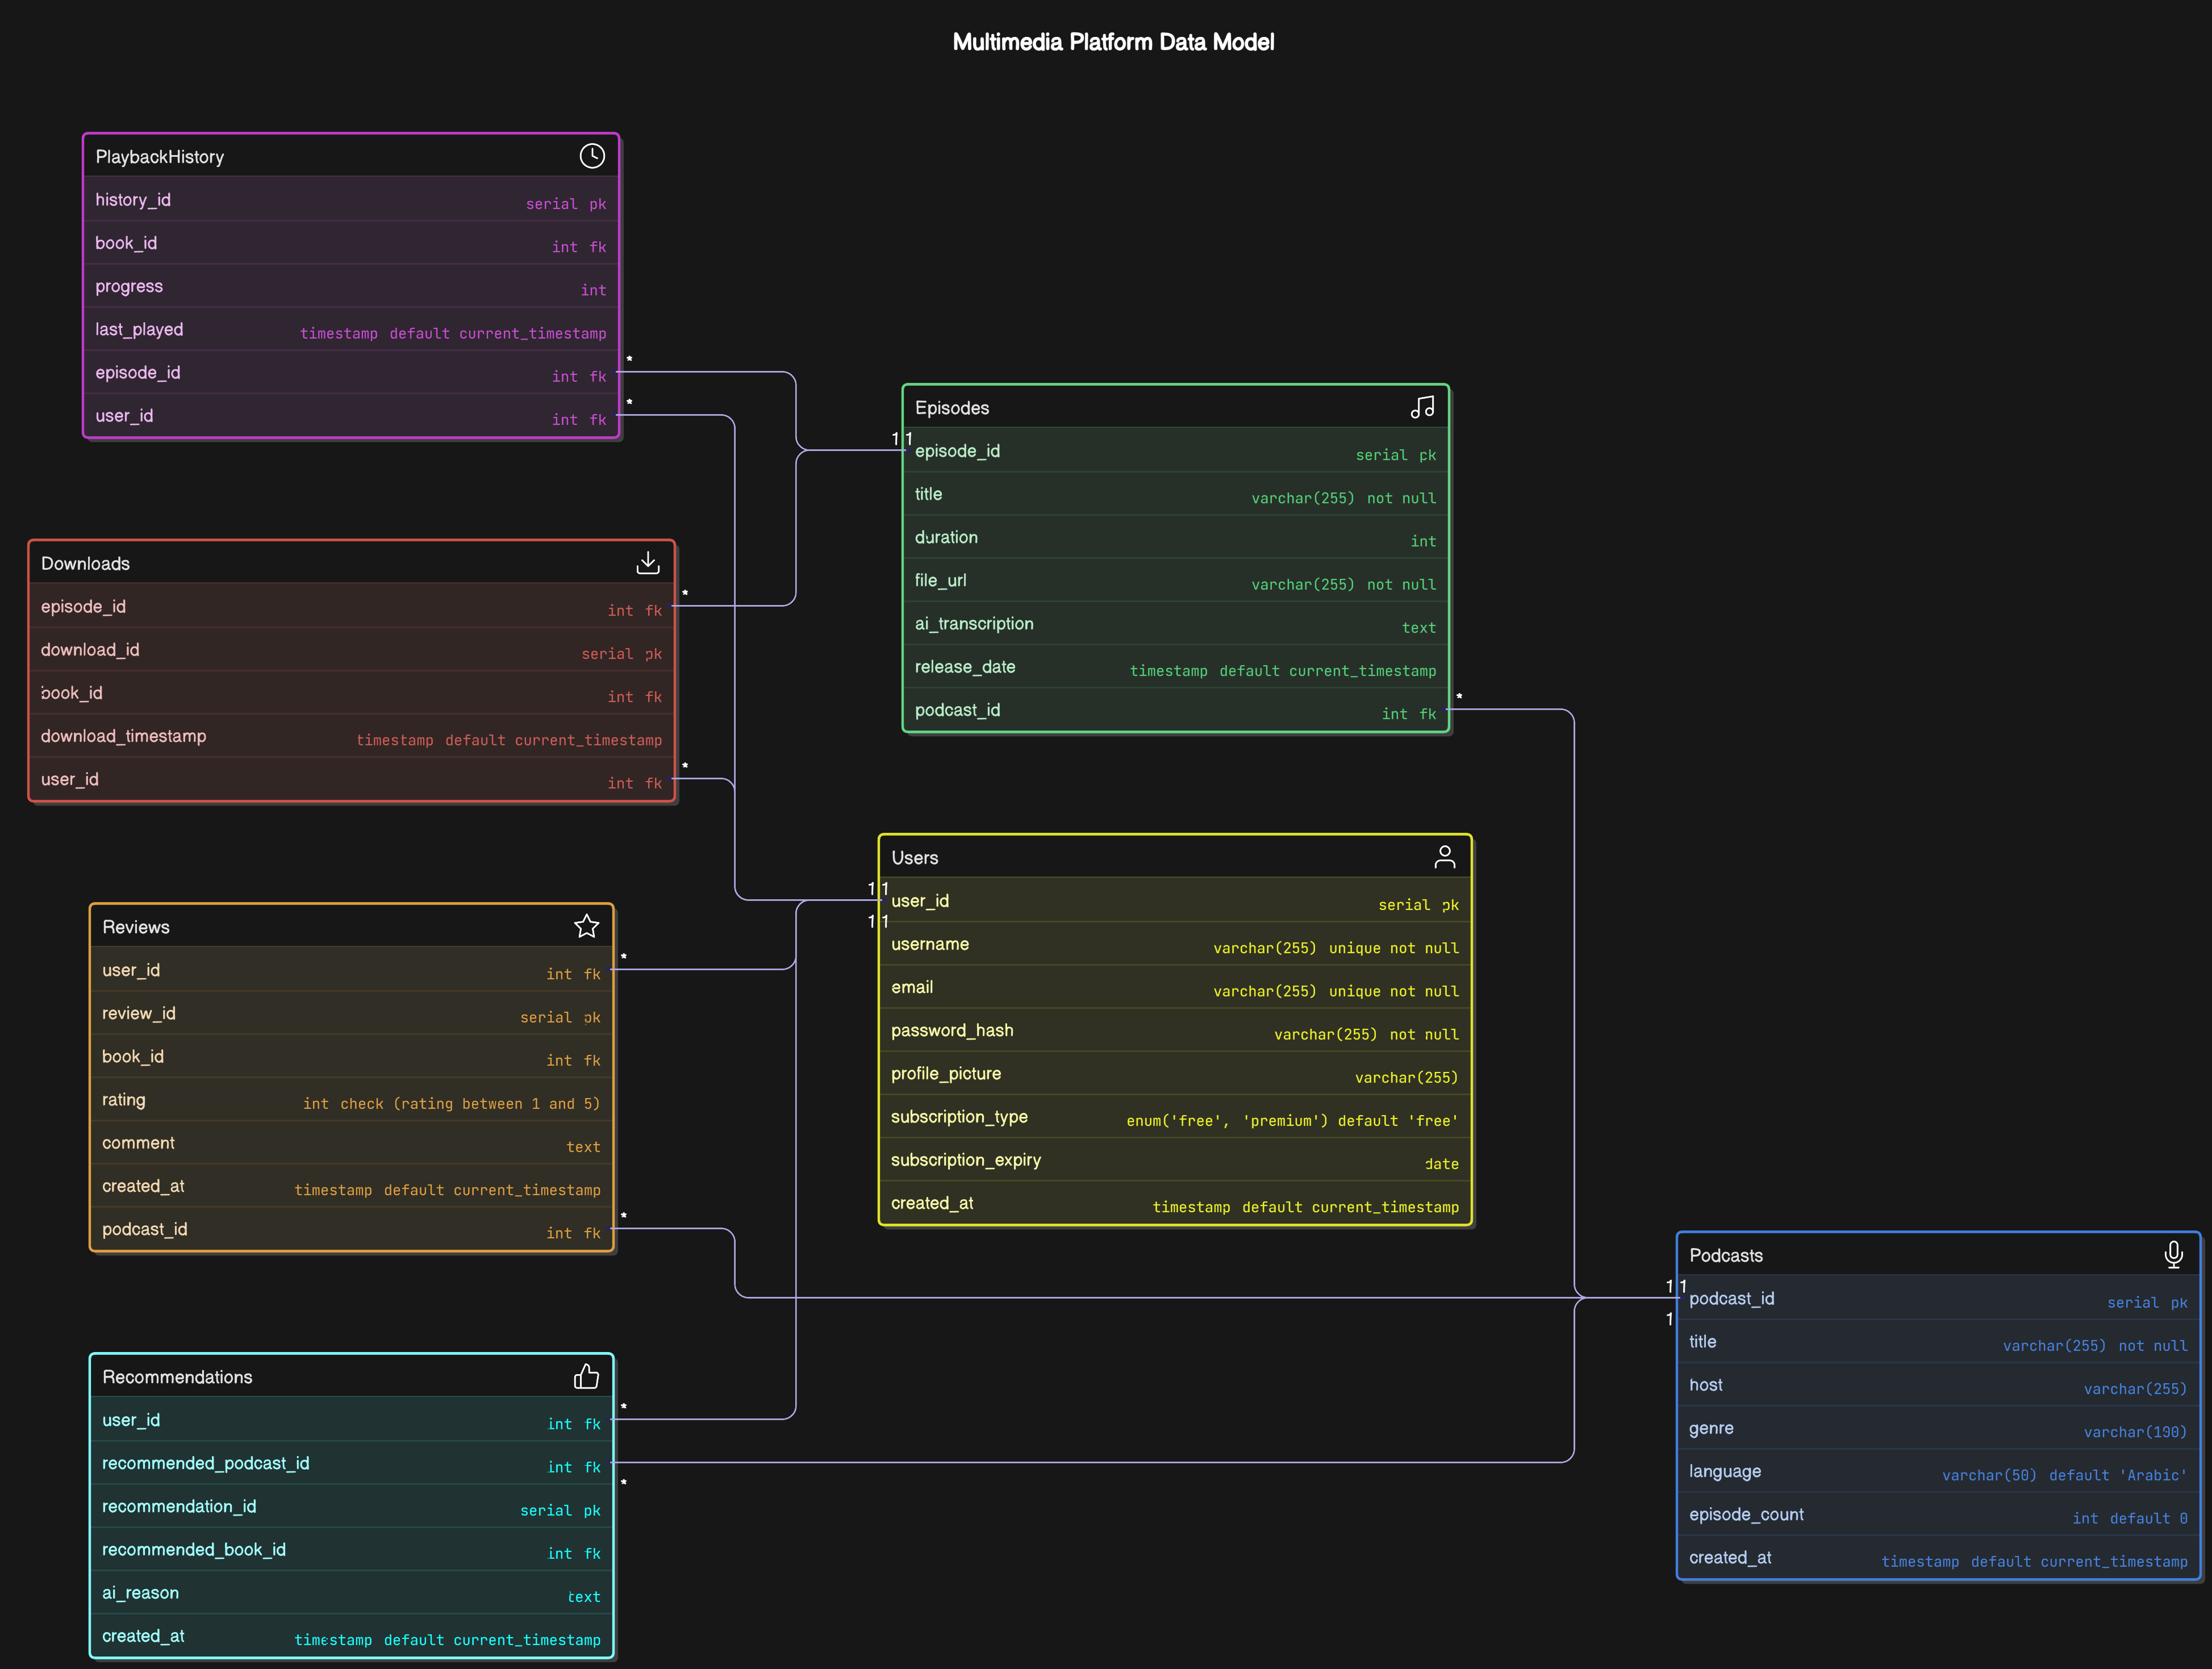 Multimedia Platform Data Model
PlaybackHistory
history_id serial pk
book_id int fk
progress int
last_played timestamp default current_timestamp
episode_id int fk
*
user_id int fk
*
Episodes
11
episode_id serial pk
title varchar(255) not null
duration int
file_url varchar(255) not null
ai_transcription text
release_date timestamp default current_timestamp
podcast_id int fk
*
Downloads
episode_id int fk
*
download_id serial pk
book_id int fk
download_timestamp timestamp default current_timestamp
user_id int fk
*
Users
11
user_id serial pk
11
username varchar(255) unique not null
email varchar(255) unique not null
password_hash varchar(255) not null
profile_picture varchar(255)
subscription_type enum('free', 'premium') default 'free'
subscription_expiry date
created_at timestamp default current_timestamp
Reviews
user_id int fk
*
review_id serial pk
book_id int fk
rating int check (rating between 1 and 5)
comment text
created_at timestamp default current_timestamp
podcast_id int fk
*
Podcasts
11
podcast_id serial pk
1
title varchar(255) not null
host varchar(255)
genre varchar(100)
language varchar(50) default 'Arabic'
episode_count int default 0
created_at timestamp default current_timestamp
Recommendations
user_id int fk
*
recommended_podcast_id int fk
*
recommendation_id serial pk
recommended_book_id int fk
ai_reason text
created_at timestamp default current_timestamp